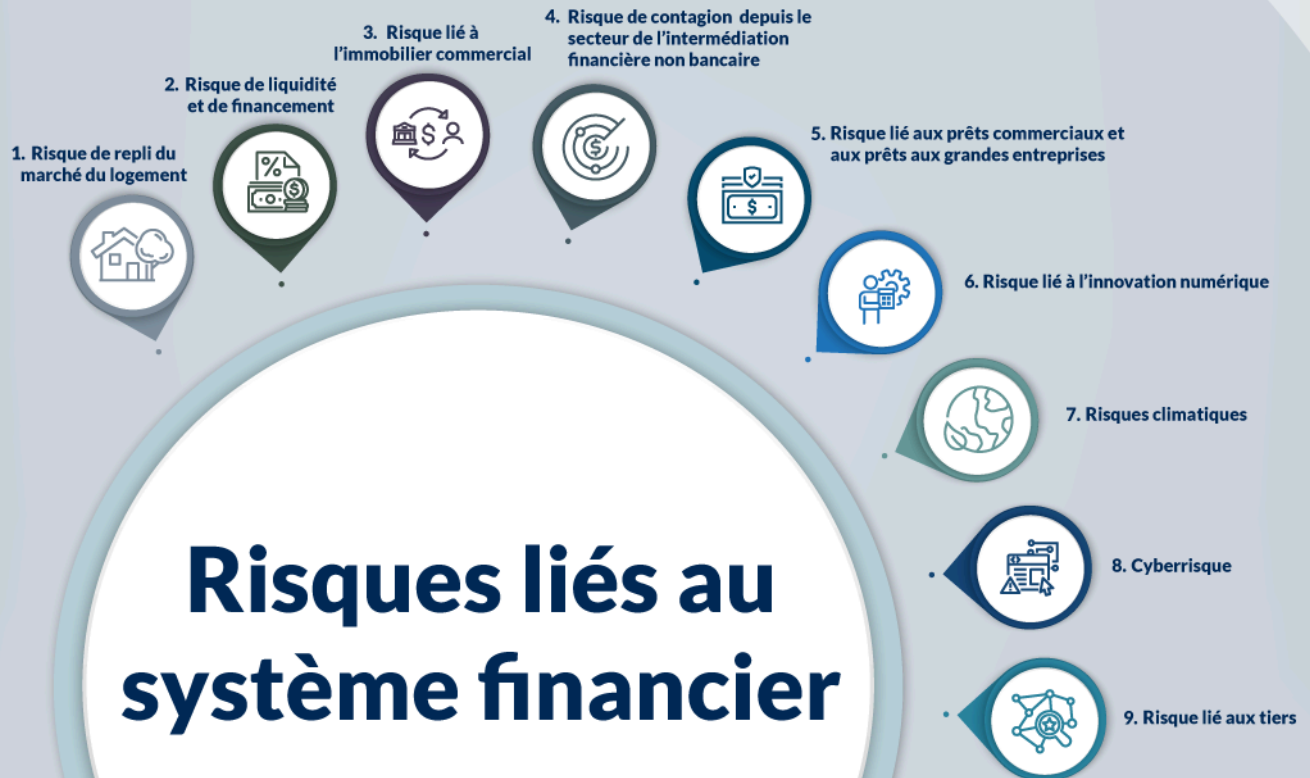 1. Risque de repli du
marché du logement
2. Risque de liquidité
et de financement
3. Risque lié à
l'immobilier commercial
4. Risque de contagion depuis le
secteur de l'intermédiation
financière non bancaire
5. Risque lié aux prêts commerciaux et
aux prêts aux grandes entreprises
6. Risque lié à l'innovation numérique
7. Risques climatiques
8. Cyberrisque
9. Risque lié aux tiers
Risques liés au
système financier